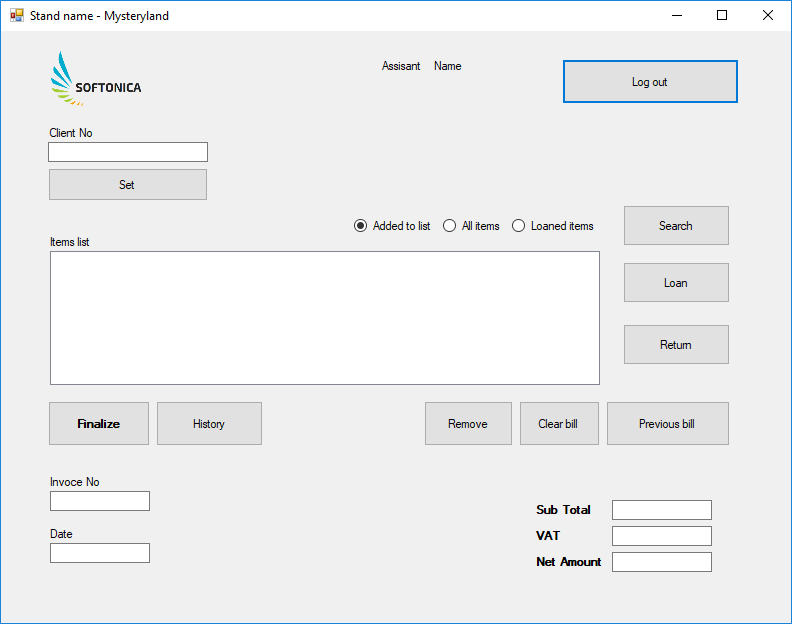 Stand name - Mysteryland
Assisant Name
Log out
SOFTONICA
Client No
Set
Added to list All items Loaned items
Search
Items list
Loan
Return
Finalize History Remove Clear bill Previous bill
Invoce No
Date
Sub Total
VAT
Net Amount